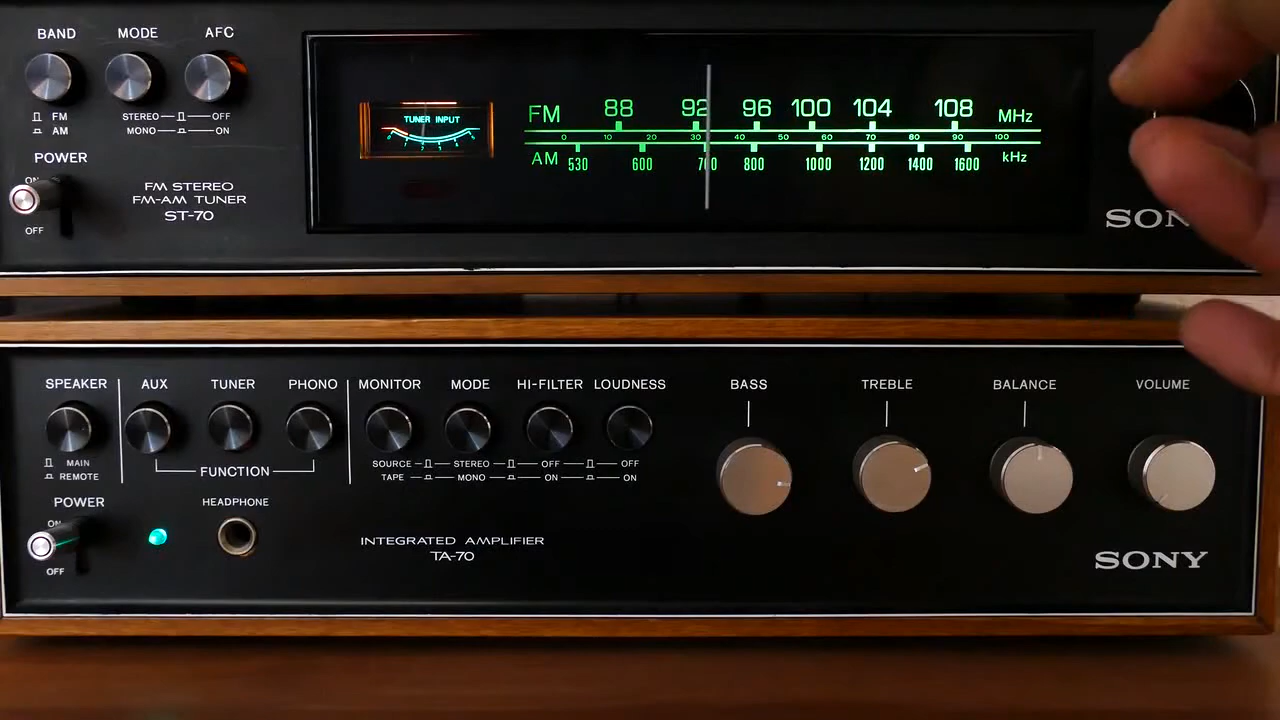 BAND MODE AFC
FM STEREO OFF
AM MONO ON
POWER
ON
OFF
FM STEREO
FM-AM TUNER
ST-70
TUNER INPUT
FM 88 92 96 100 104 108 MHz
0 10 20 30 40 50 60 70 80 90 100
AM 530 600 700 800 1000 1200 1400 1600 kHz
SON
SPEAKER AUX TUNER PHONO MONITOR MODE HI-FILTER LOUDNESS BASS TREBLE BALANCE VOLUME
MAIN SOURCE STEREO OFF OFF
REMOTE FUNCTION TAPE MONO ON ON
POWER HEADPHONE
ON
OFF
INTEGRATED AMPLIFIER
TA-70
SONY